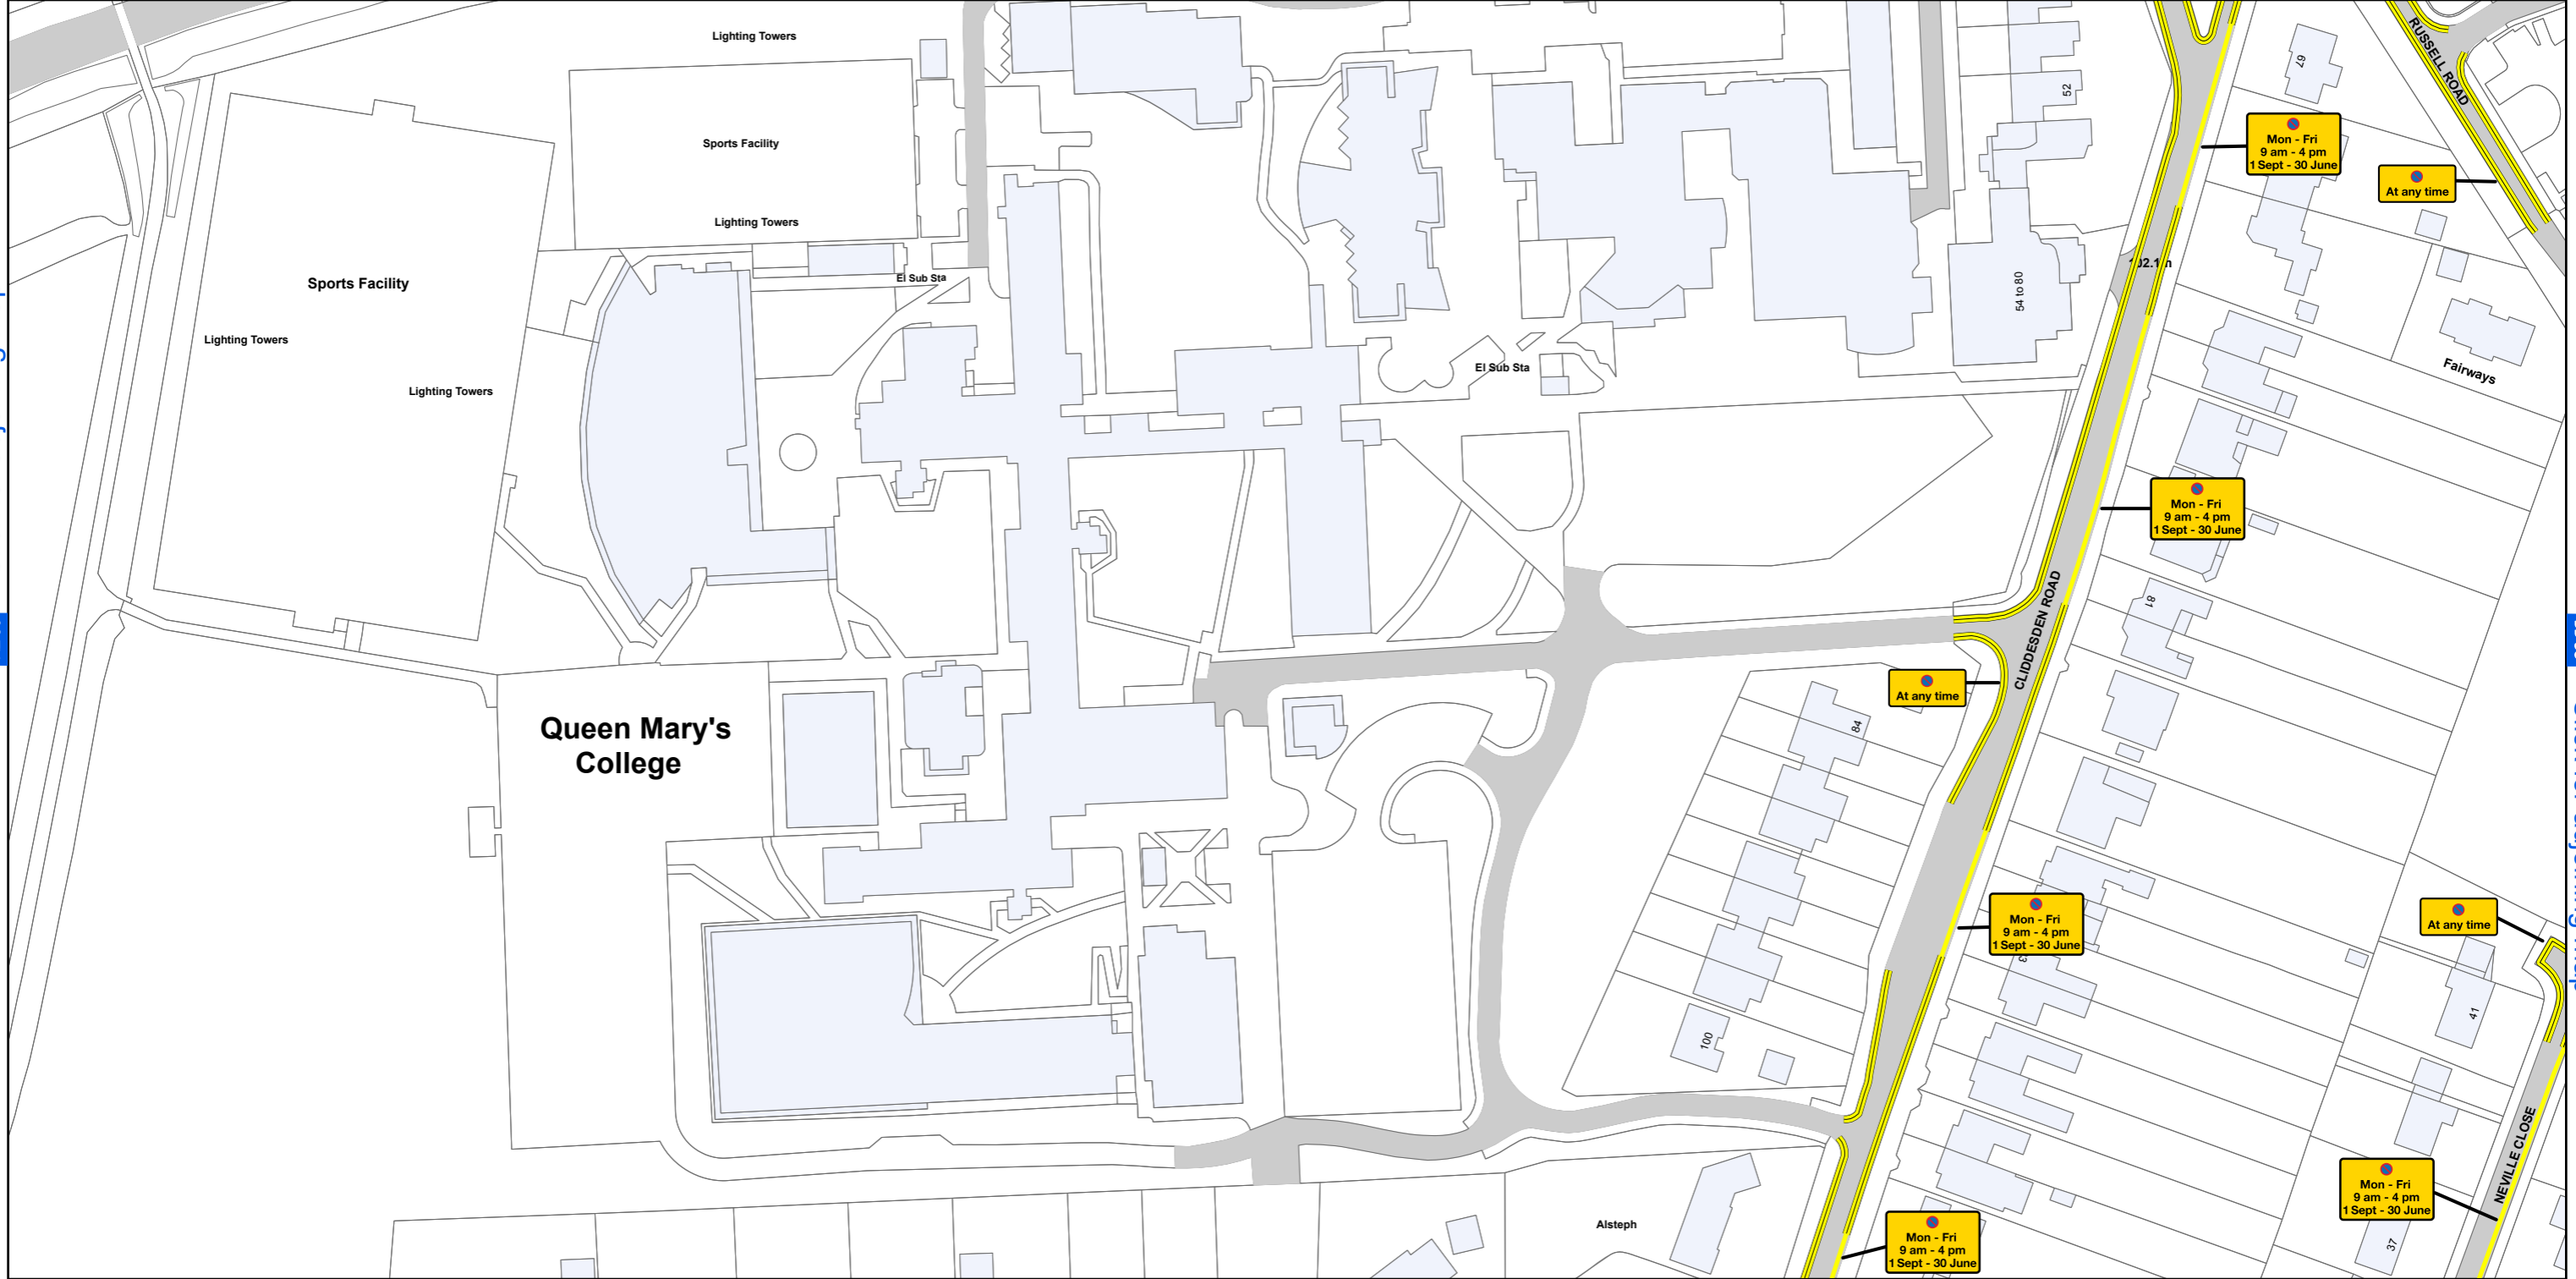 Lighting Towers
RUSSELL ROAD
67
52
Mon - Fri
9 am - 4 pm
1 Sept - 30 June
Sports Facility
At any time
Lighting Towers
El Sub Sta
Sports Facility
54 to 80
Lighting Towers
El Sub Sta
Fairways
Lighting Towers
Mon - Fri
9 am - 4 pm
1 Sept - 30 June
CLIDDESDEN ROAD
81
At any time
Queen Mary's
College
84
Mon - Fri
9 am - 4 pm
1 Sept - 30 June
At any time
41
100
NEVILLE CLOSE
Mon - Fri
9 am - 4 pm
1 Sept - 30 June
Alsteph
Mon - Fri
9 am - 4 pm
1 Sept - 30 June
37